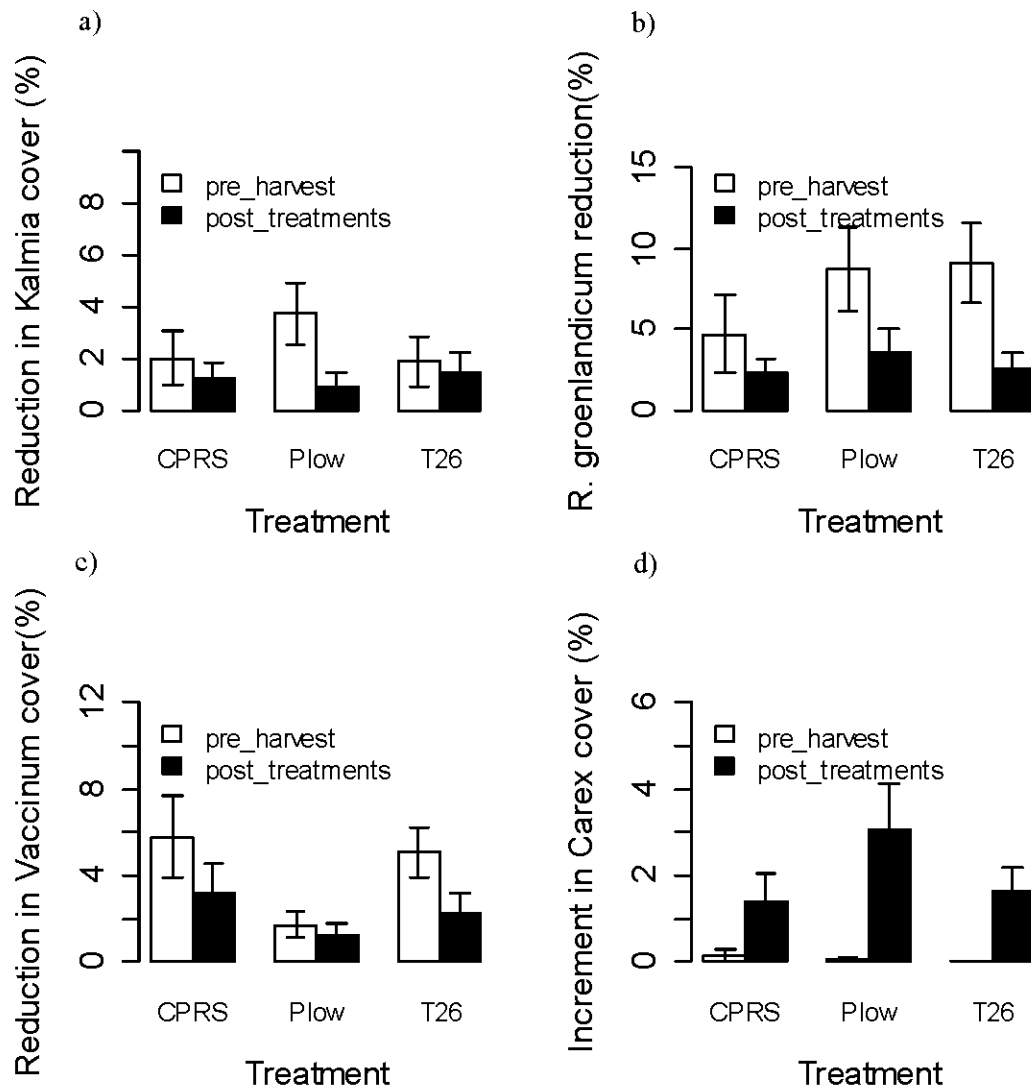 a)
Reduction in Kalmia cover (%)
8
6
4
2
0
pre_harvest
post_treatments
CPRS Plow T26
Treatment
b)
R. groenlandicum reduction(%)
15
10
5
0
pre_harvest
post_treatments
CPRS Plow T26
Treatment
c)
Reduction in Vaccinum cover(%)
12
8
4
0
pre_harvest
post_treatments
CPRS Plow T26
Treatment
d)
Increment in Carex cover (%)
6
4
2
0
pre_harvest
post_treatments
CPRS Plow T26
Treatment